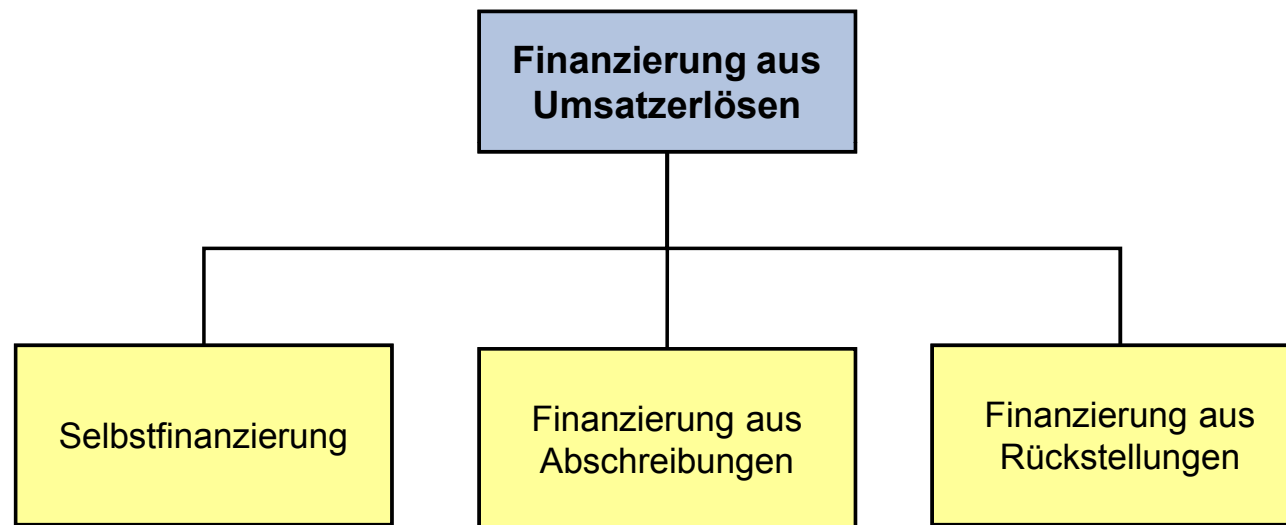 Finanzierung aus
Umsatzerlösen
Selbstfinanzierung
Finanzierung aus
Abschreibungen
Finanzierung aus
Rückstellungen